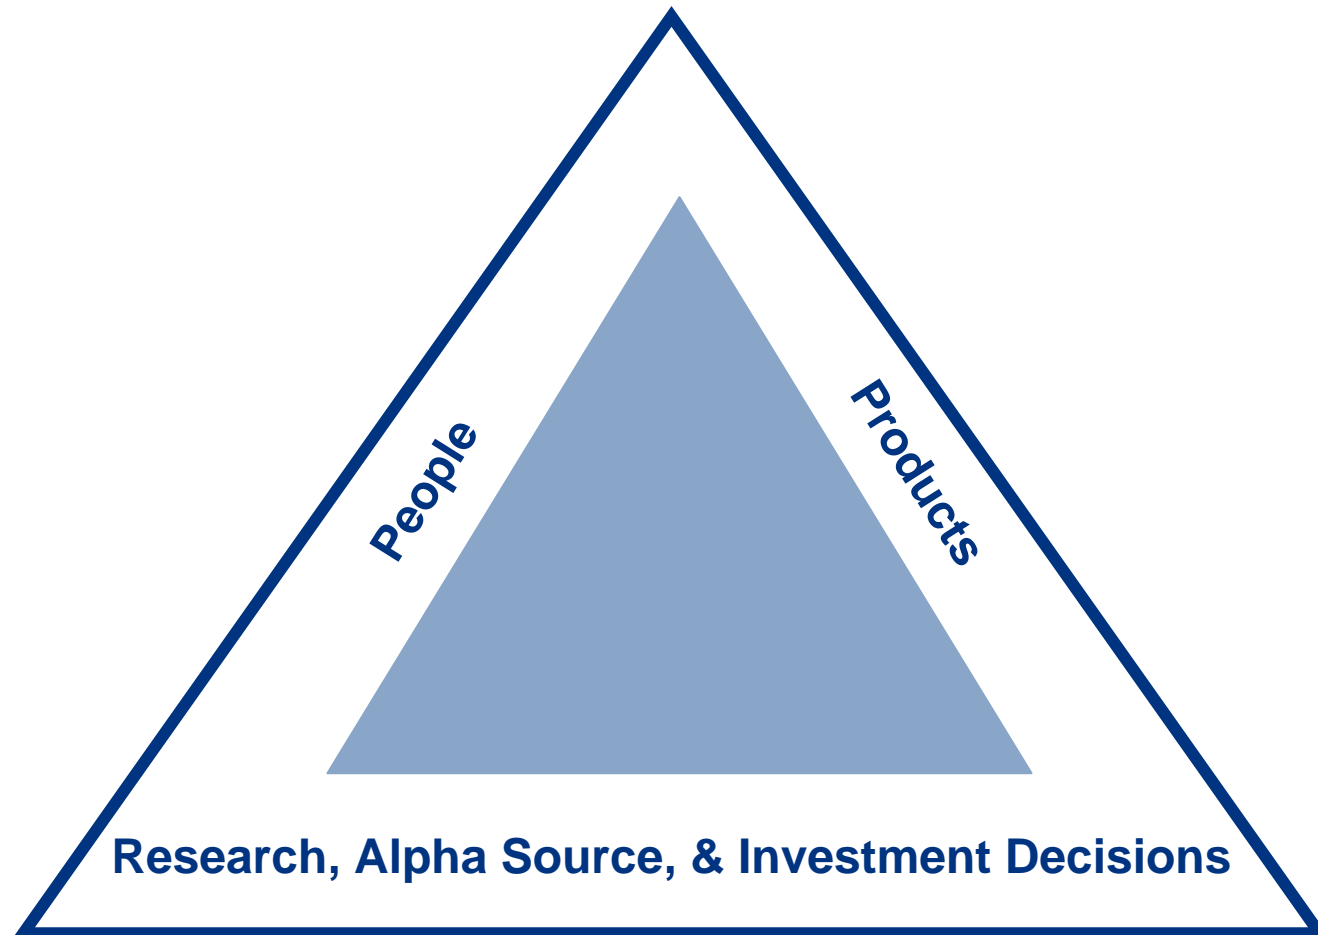 People
Products
Research, Alpha Source, & Investment Decisions